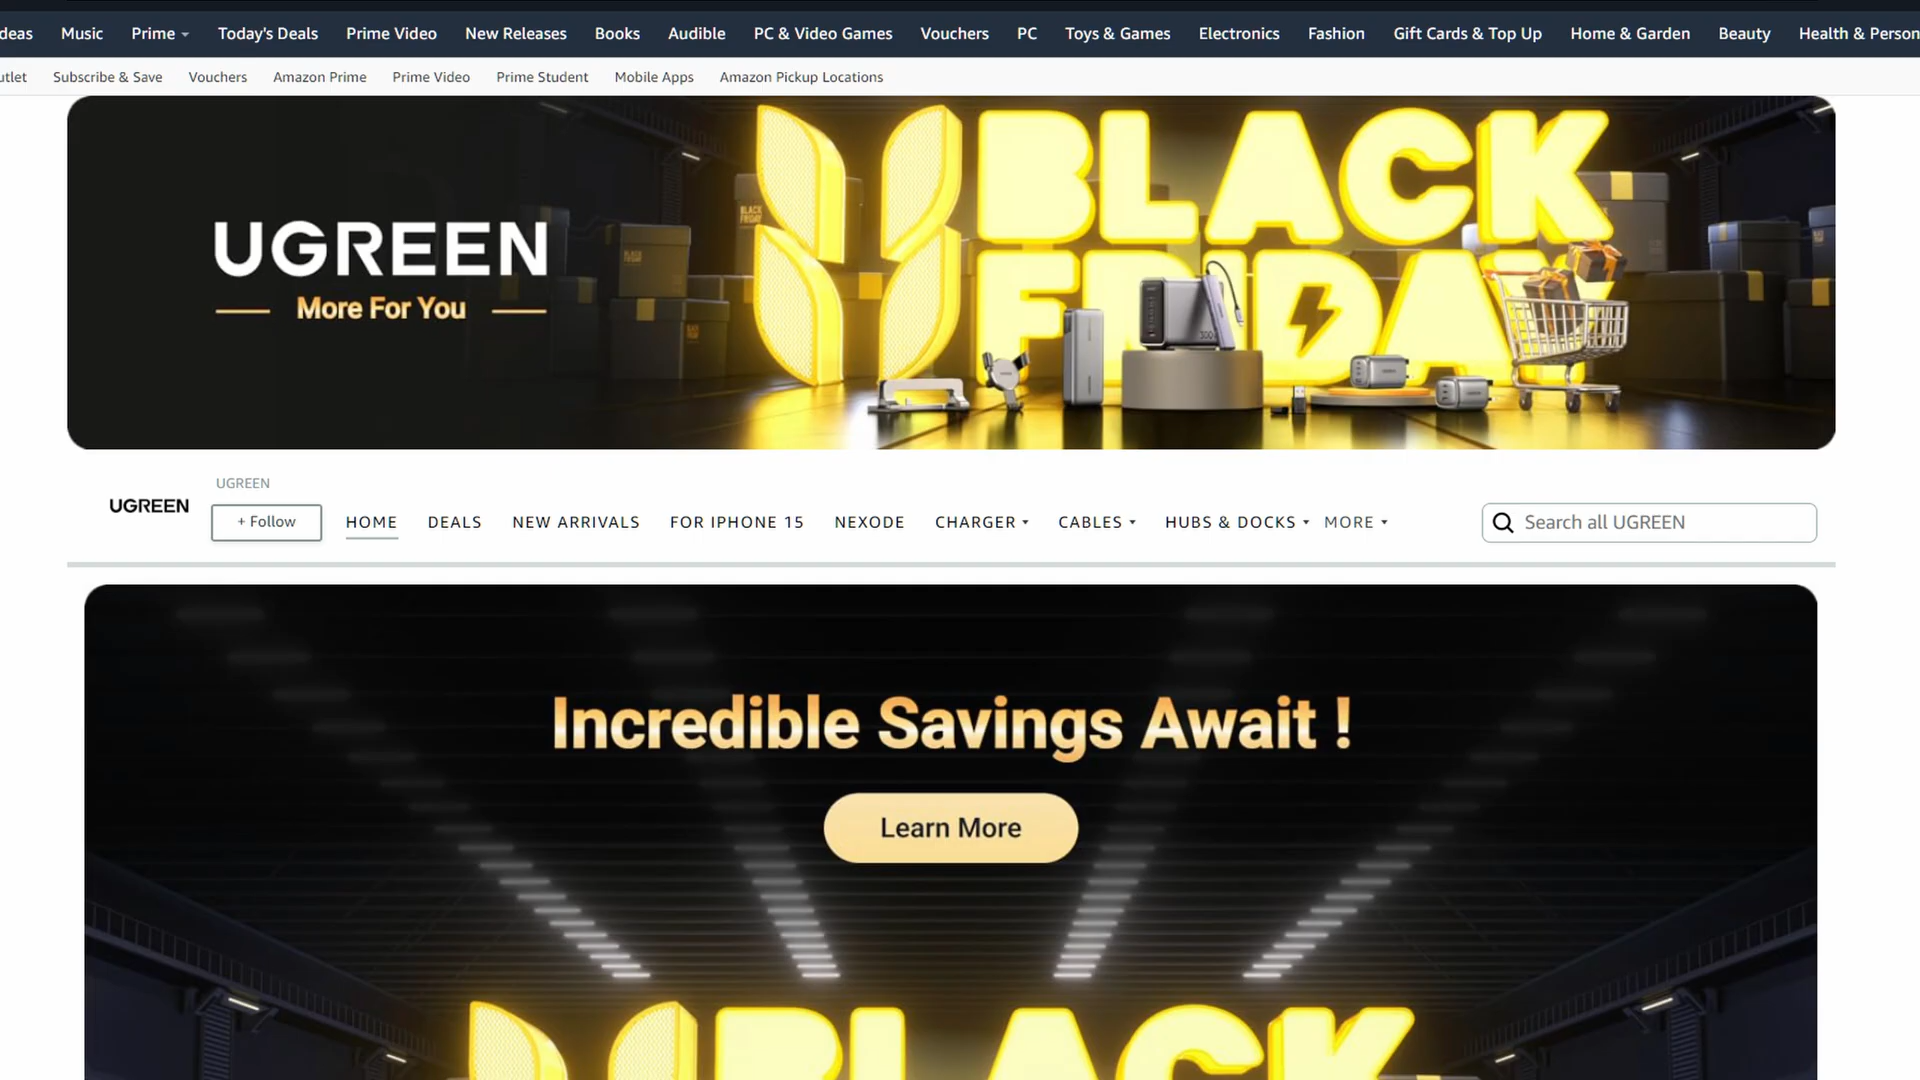 deas Music Prime Today's Deals Prime Video New Releases Books Audible PC & Video Games Vouchers PC Toys & Games Electronics Fashion Gift Cards & Top Up Home & Garden Beauty Health & Person
utlet Subscribe & Save Vouchers Amazon Prime Prime Video Prime Student Mobile Apps Amazon Pickup Locations
BLACK
FRIDAY
UGREEN
More For You
UGREEN
UGREEN
+ Follow
HOME DEALS NEW ARRIVALS FOR IPHONE 15 NEXODE CHARGER CABLES HUBS & DOCKS MORE
Search all UGREEN
Incredible Savings Await !
Learn More
BLACK